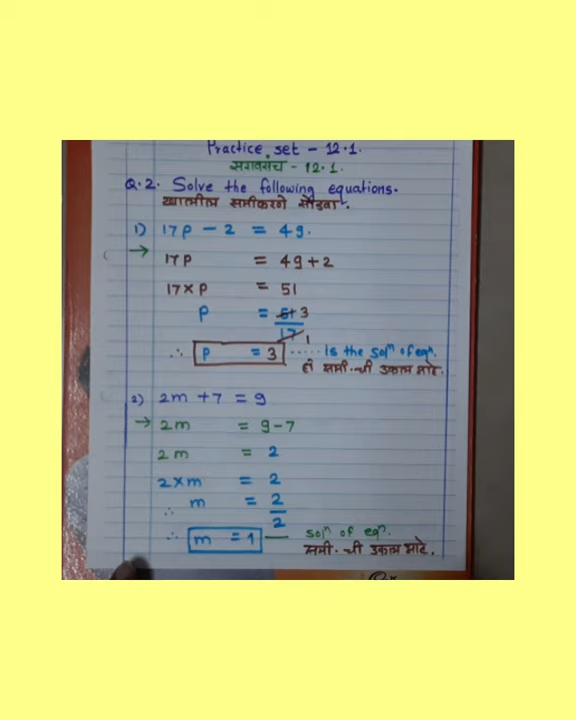 Practice set - 12.1.
सरावसंच - 12.1.
Q.2. Solve the following equations.
खालील समीकरणे सोडवा.
1) 17p - 2 = 49.
→ 17p = 49+2
17×p = 51
p = 51/17 3 1
∴ p = 3 ...... is the solⁿ of eqⁿ.
ही समी. ची उकल आहे.
2) 2m + 7 = 9
→ 2m = 9-7
2m = 2
2×m = 2
∴ m = 2/2
∴ m = 1 — solⁿ of eqⁿ.
समी. ची उकल आहे.